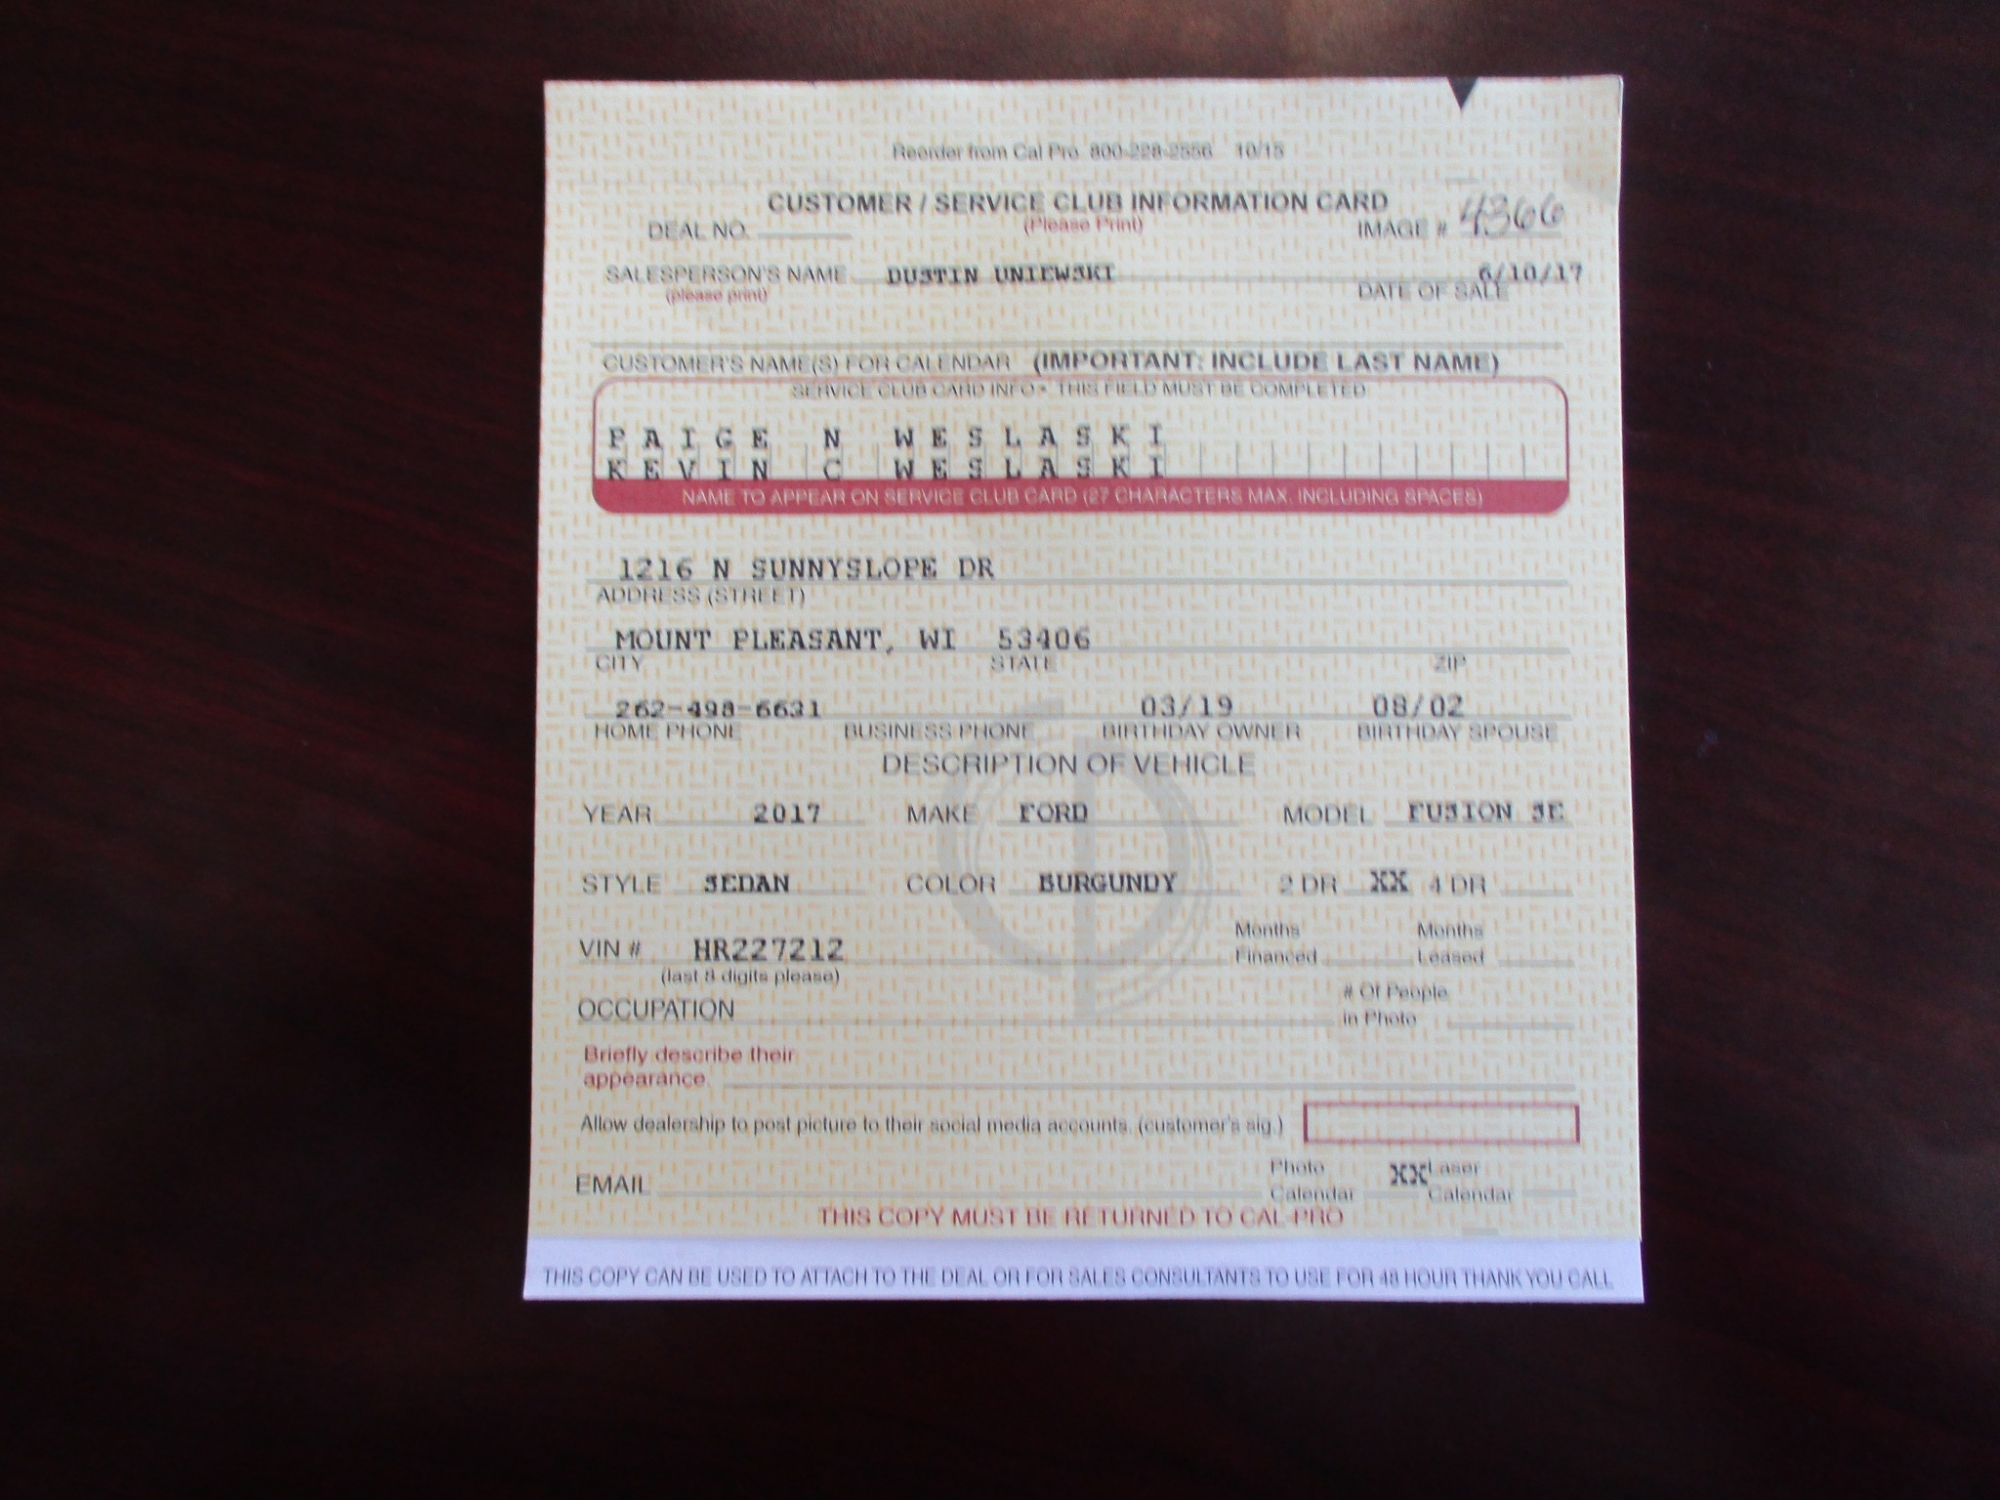 Reorder from Cal Pro 800-228-2556 10/15
CUSTOMER / SERVICE CLUB INFORMATION CARD
DEAL NO. (Please Print) IMAGE # 4366
SALESPERSON'S NAME DUSTIN UNIEWSKI 6/10/17
(please print) DATE OF SALE
CUSTOMER'S NAME(S) FOR CALENDAR (IMPORTANT: INCLUDE LAST NAME)
SERVICE CLUB CARD INFO - THIS FIELD MUST BE COMPLETED
PAIGE N WESLASKI
KEVIN C WESLASKI
NAME TO APPEAR ON SERVICE CLUB CARD (27 CHARACTERS MAX. INCLUDING SPACES)
1216 N SUNNYSLOPE DR
ADDRESS (STREET)
MOUNT PLEASANT, WI 53406
CITY STATE ZIP
262-498-6631 03/19 08/02
HOME PHONE BUSINESS PHONE BIRTHDAY OWNER BIRTHDAY SPOUSE
DESCRIPTION OF VEHICLE
YEAR 2017 MAKE FORD MODEL FUSION SE
STYLE SEDAN COLOR BURGUNDY 2 DR XX 4 DR
VIN # HR227212 Months Financed Months Leased
(last 8 digits please)
OCCUPATION # Of People in Photo
Briefly describe their
appearance.
Allow dealership to post picture to their social media accounts. (customer's sig.)
EMAIL Photo Calendar XX Laser Calendar
THIS COPY MUST BE RETURNED TO CAL-PRO
THIS COPY CAN BE USED TO ATTACH TO THE DEAL OR FOR SALES CONSULTANTS TO USE FOR 48 HOUR THANK YOU CALL